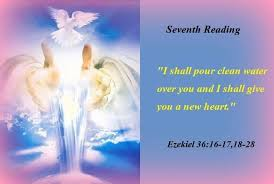 Seventh Reading
"I shall pour clean water
over you and I shall give
you a new heart."
Ezekiel 36:16-17,18-28